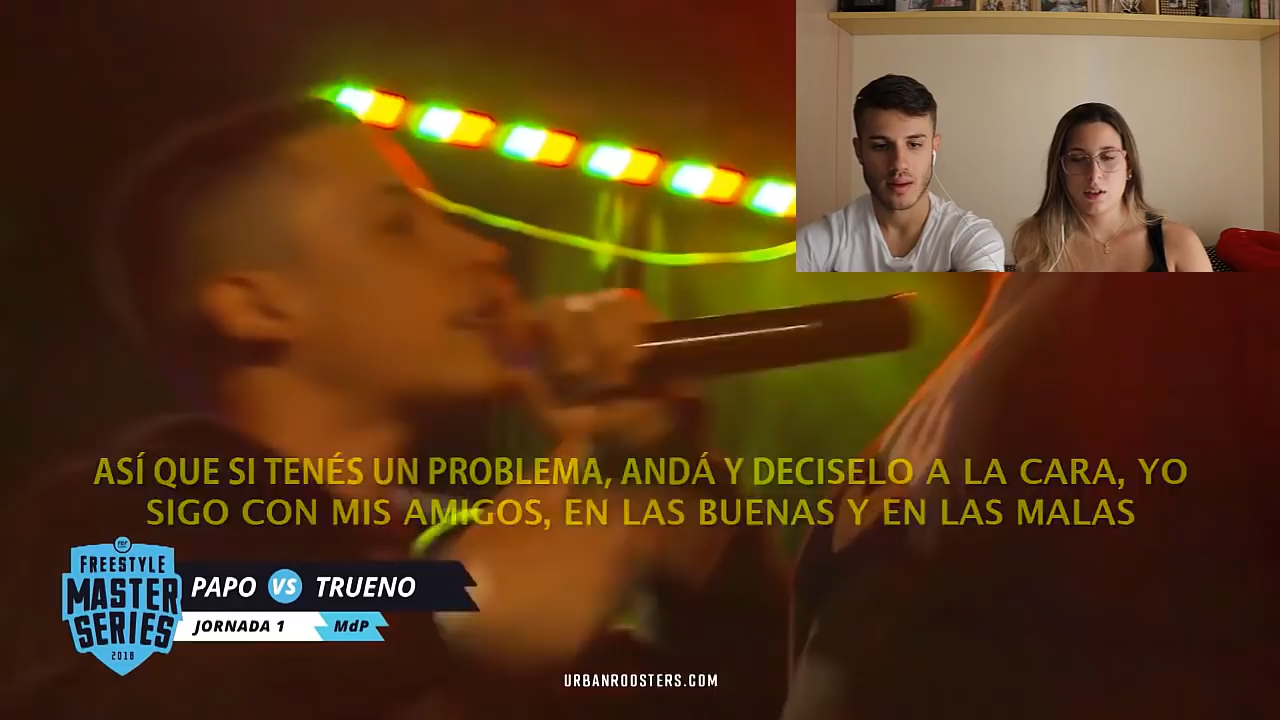 ASÍ QUE SI TENÉS UN PROBLEMA, ANDÁ Y DECISELO A LA CARA, YO
SIGO CON MIS AMIGOS, EN LAS BUENAS Y EN LAS MALAS
FREESTYLE
MASTER
SERIES
2018
PAPO VS TRUENO
JORNADA 1 MdP
URBANROOSTERS.COM